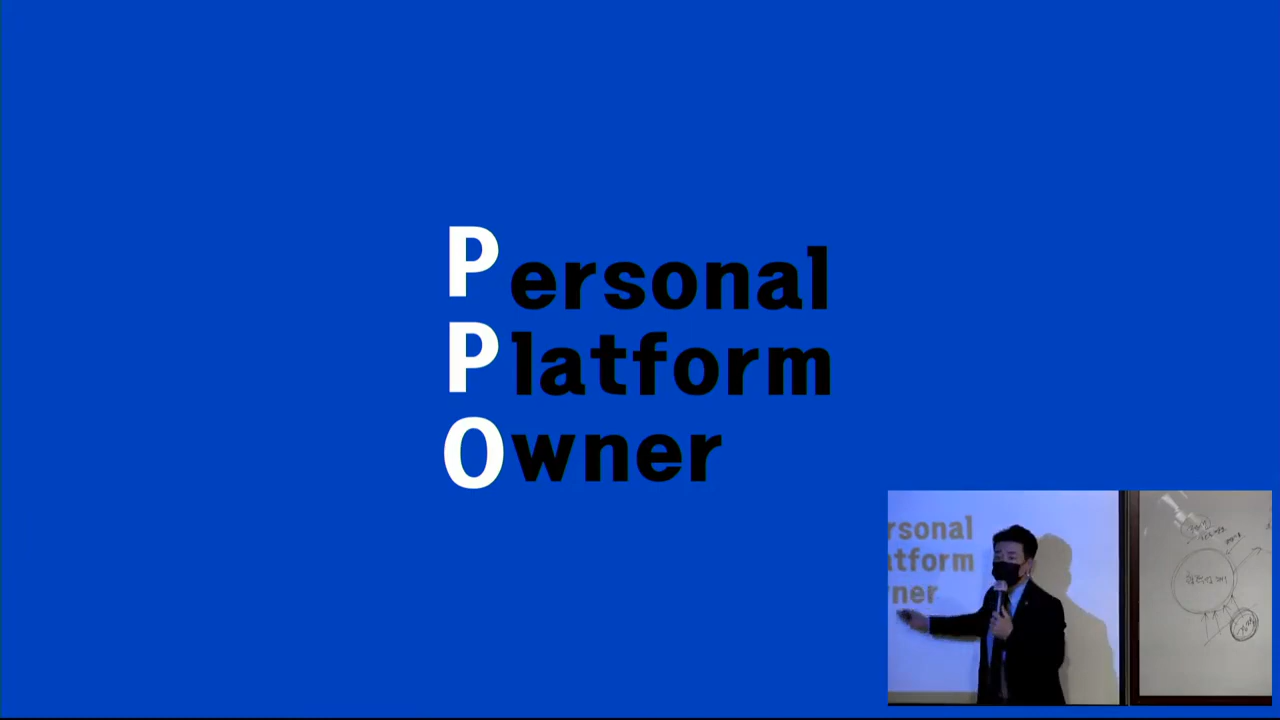 Personal
Platform
Owner
rsonal
atform
ner